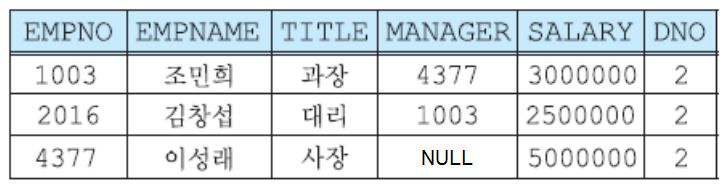 EMPNO EMPNAME TITLE MANAGER SALARY DNO
1003 조민희 과장 4377 3000000 2
2016 김창섭 대리 1003 2500000 2
4377 이성래 사장 NULL 5000000 2